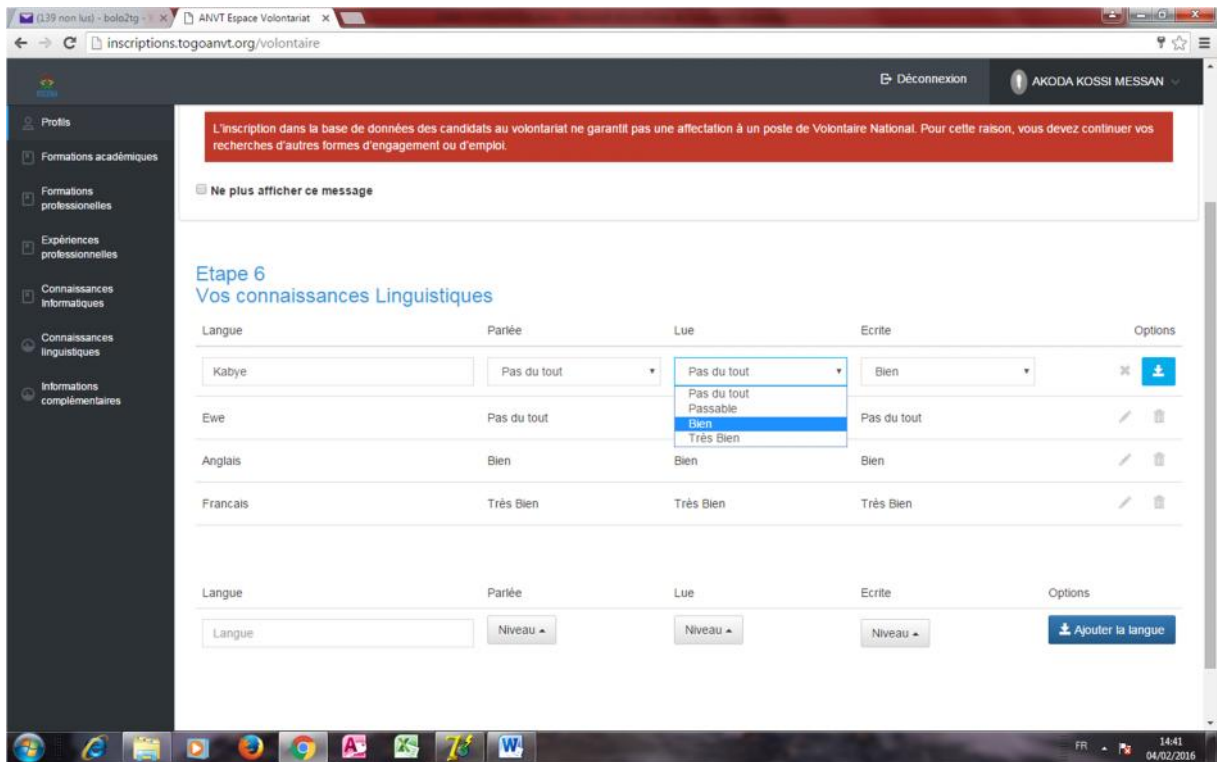 (139 non lus) - bolo2tg -
ANVT Espace Volontariat
inscriptions.togoanvt.org/volontaire
Déconnexion
AKODA KOSSI MESSAN
Profils
Formations académiques
Formations
professionelles
Expériences
professionnelles
Connaissances
Informatiques
Connaissances
linguistiques
Informations
complémentaires
L'inscription dans la base de données des candidats au volontariat ne garantit pas une affectation à un poste de Volontaire National. Pour cette raison, vous devez continuer vos
recherches d'autres formes d'engagement ou d'emploi.
Ne plus afficher ce message
Etape 6
Vos connaissances Linguistiques
Langue Parlée Lue Ecrite Options
Kabye Pas du tout Pas du tout Bien
Pas du tout
Passable
Bien
Très Bien
Ewe Pas du tout Pas du tout
Anglais Bien Bien Bien
Francais Très Bien Très Bien Très Bien
Langue Parlée Lue Ecrite Options
Langue Niveau Niveau Niveau Ajouter la langue
FR 14:41
04/02/2016